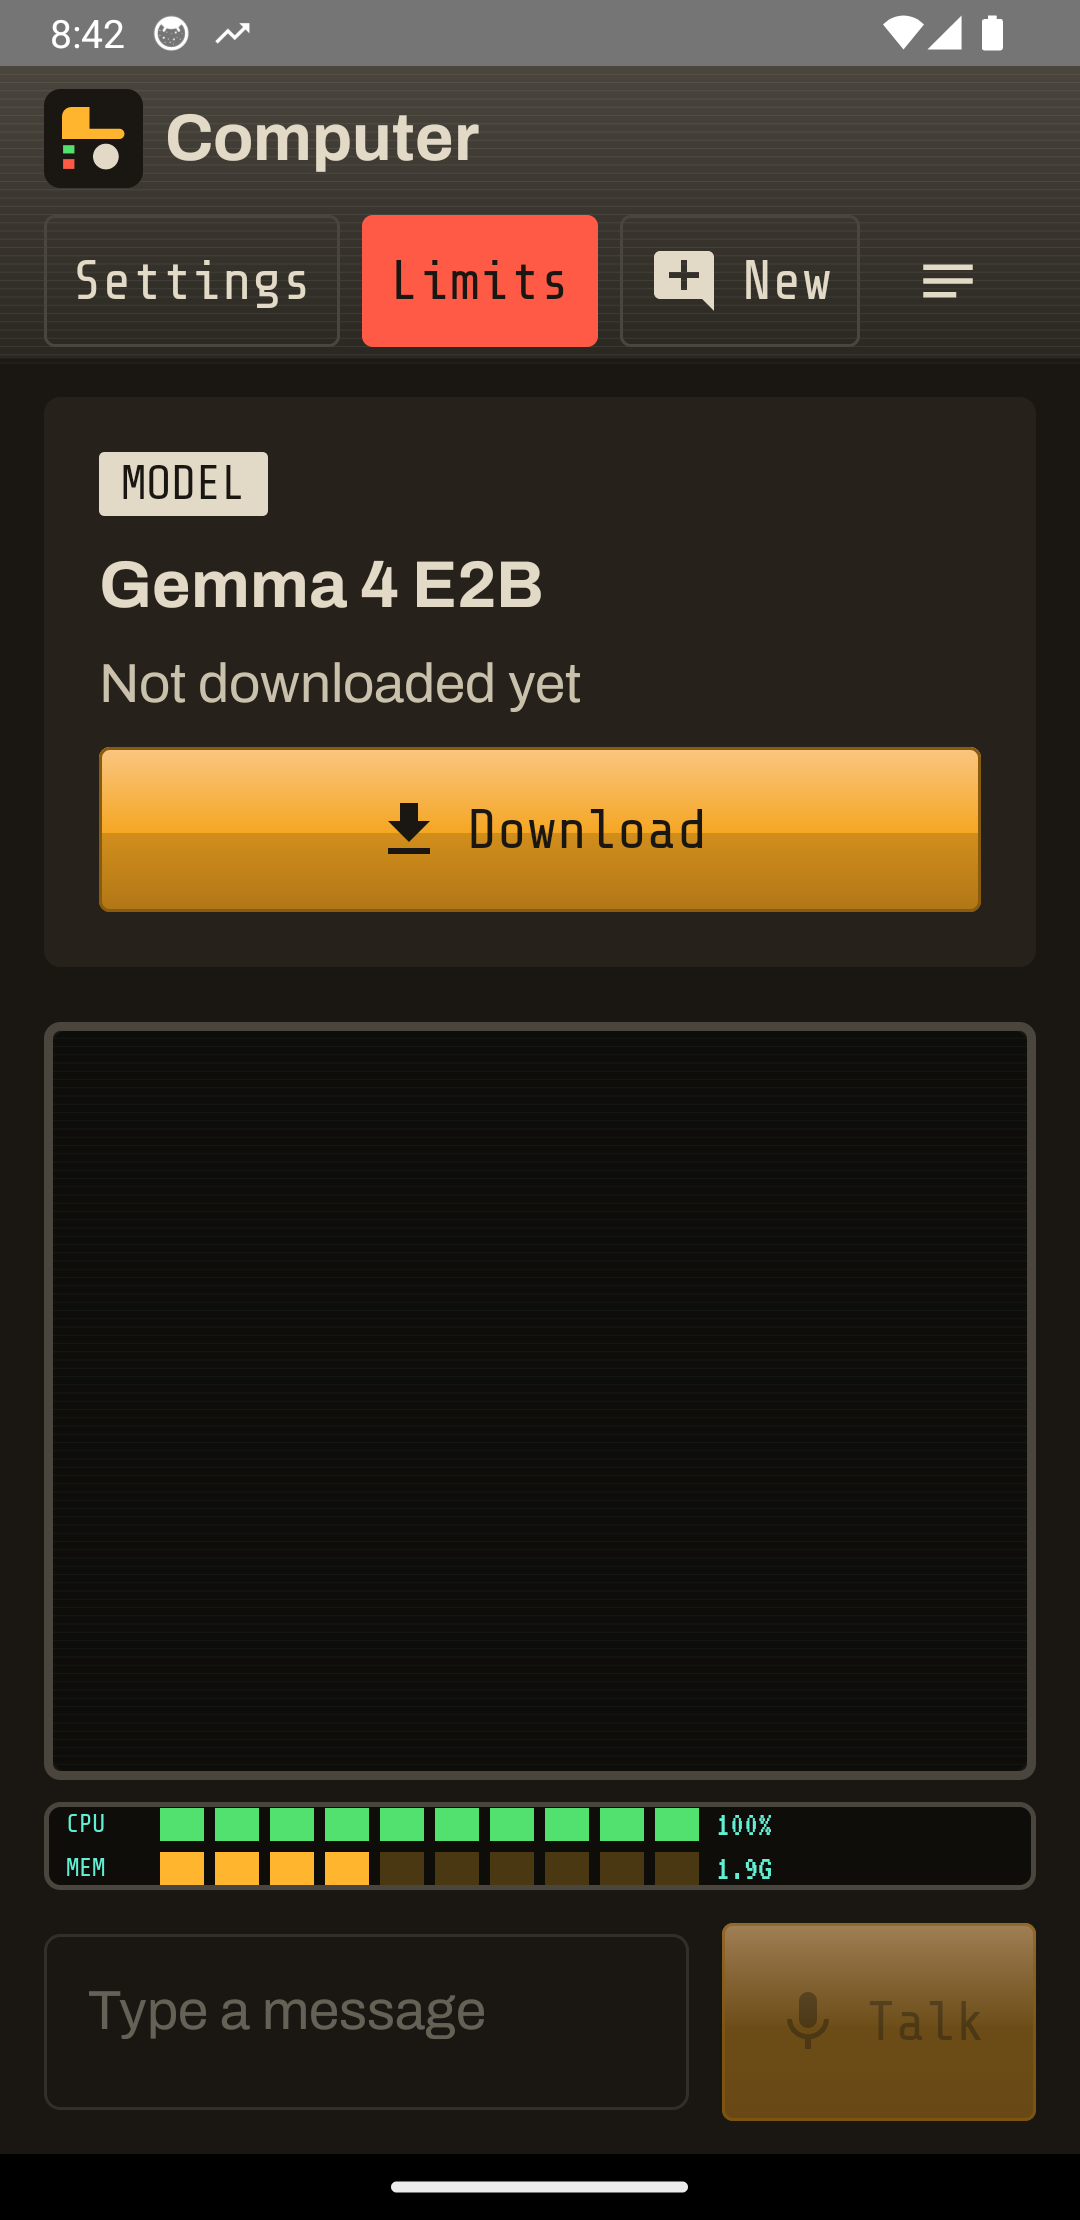 8:42
Computer
Settings
Limits
New
MODEL
Gemma 4 E2B
Not downloaded yet
Download
CPU 100%
MEM 1.9G
Type a message
Talk